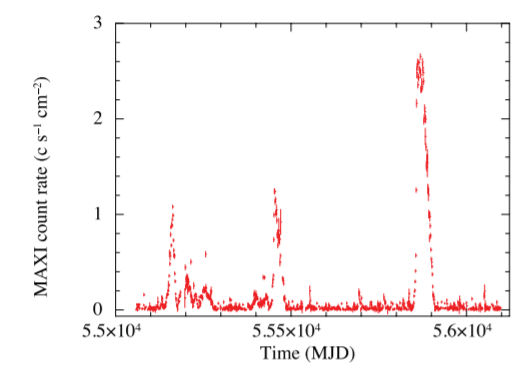 3
2
1
0
MAXI count rate (c s⁻¹ cm⁻²)
5.5×10⁴ 5.55×10⁴ 5.6×10⁴
Time (MJD)